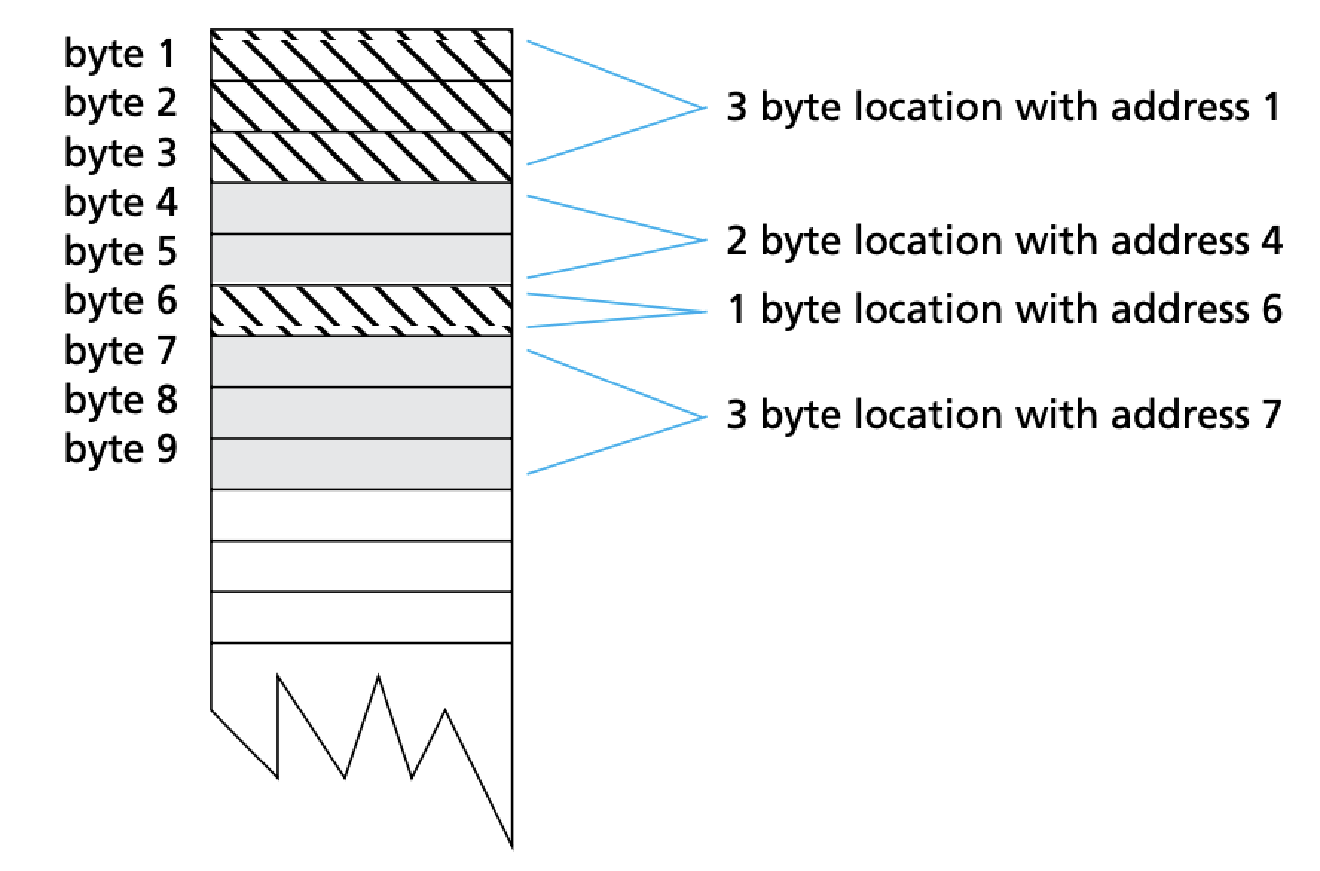 byte 1
byte 2
byte 3
byte 4
byte 5
byte 6
byte 7
byte 8
byte 9
3 byte location with address 1
2 byte location with address 4
1 byte location with address 6
3 byte location with address 7